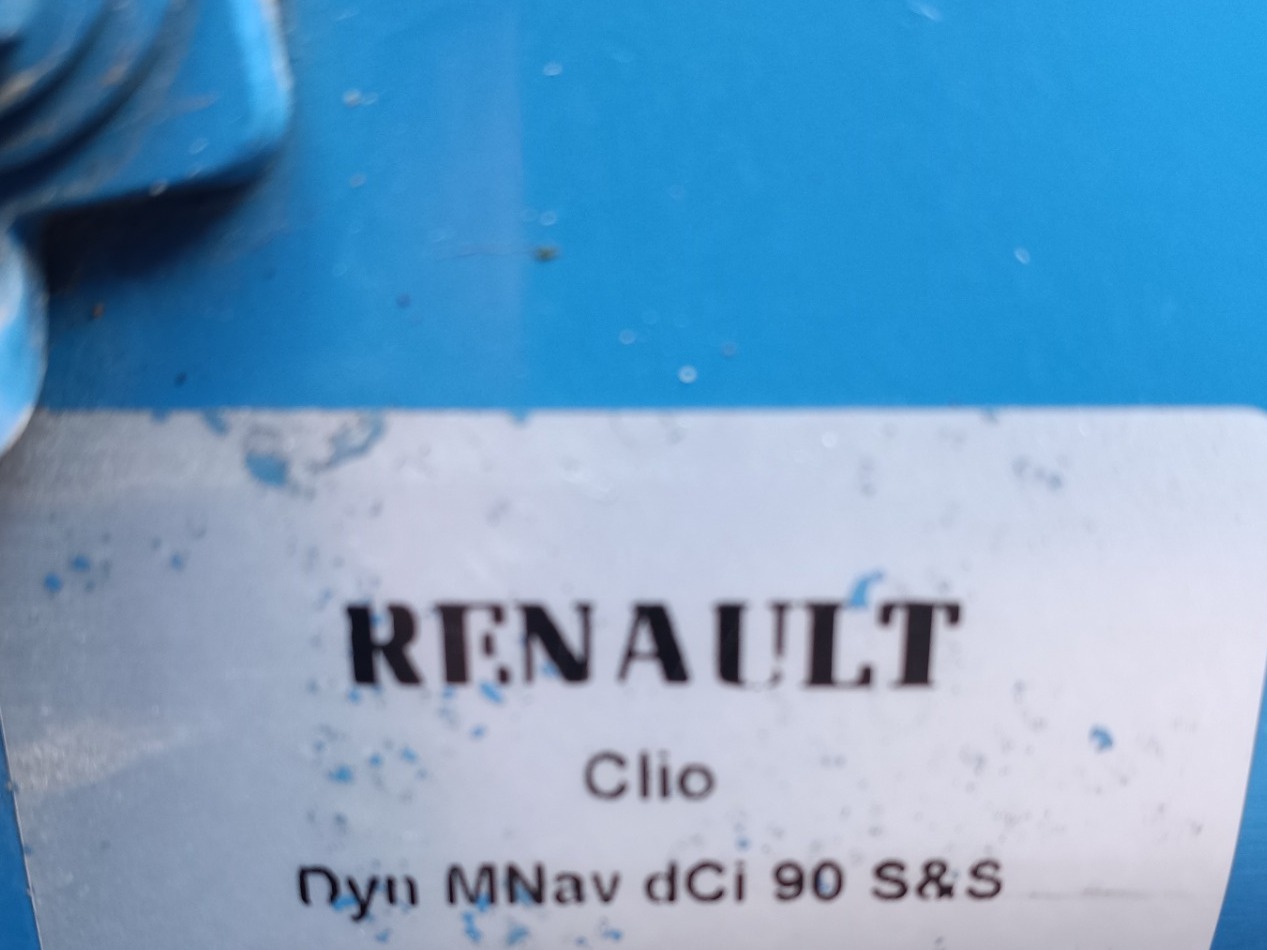 RENAULT
Clio
Dyn MNav dCi 90 S&S